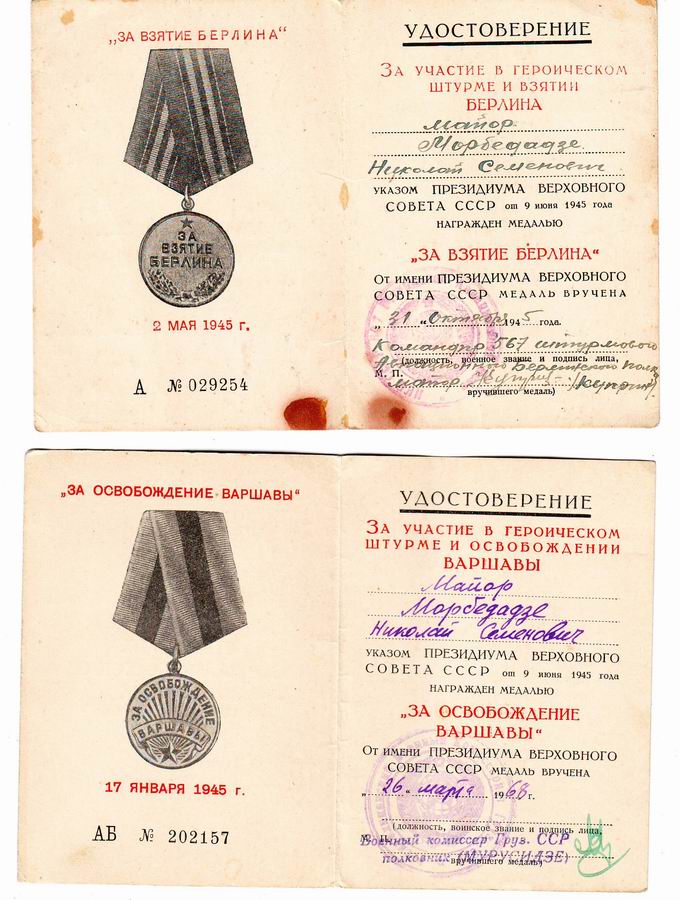 „ЗА ВЗЯТИЕ БЕРЛИНА“
ЗА
ВЗЯТИЕ
БЕРЛИНА
2 МАЯ 1945 г.
А № 029254
УДОСТОВЕРЕНИЕ
ЗА УЧАСТИЕ В ГЕРОИЧЕСКОМ
ШТУРМЕ И ВЗЯТИИ
БЕРЛИНА
майор
Морбедадзе
Николай Семенович
УКАЗОМ ПРЕЗИДИУМА ВЕРХОВНОГО
СОВЕТА СССР от 9 июня 1945 года
НАГРАЖДЕН МЕДАЛЬЮ
„ЗА ВЗЯТИЕ БЕРЛИНА“
От имени ПРЕЗИДИУМА ВЕРХОВНОГО
СОВЕТА СССР МЕДАЛЬ ВРУЧЕНА
„31“ Октября 1945 года.
Командир 567 штурмового
(должность, военное звание и подпись лица,
авиационного Берлинского полка
М. П.
майор
вручившего медаль)
„ЗА ОСВОБОЖДЕНИЕ ВАРШАВЫ“
ЗА ОСВОБОЖДЕНИЕ
ВАРШАВЫ
17 ЯНВАРЯ 1945 г.
АБ № 202157
УДОСТОВЕРЕНИЕ
ЗА УЧАСТИЕ В ГЕРОИЧЕСКОМ
ШТУРМЕ И ОСВОБОЖДЕНИИ
ВАРШАВЫ
Майор
Морбедадзе
Николай Семенович
УКАЗОМ ПРЕЗИДИУМА ВЕРХОВНОГО
СОВЕТА СССР от 9 июня 1945 года
НАГРАЖДЕН МЕДАЛЬЮ
„ЗА ОСВОБОЖДЕНИЕ
ВАРШАВЫ“
От имени ПРЕЗИДИУМА ВЕРХОВНОГО
СОВЕТА СССР МЕДАЛЬ ВРУЧЕНА
„26“ марта 1968 г.
(должность, воинское звание и подпись лица,
М. П.
Военный комиссар Груз. ССР
полковник (МУРУСИДЗЕ)
вручившего медаль)